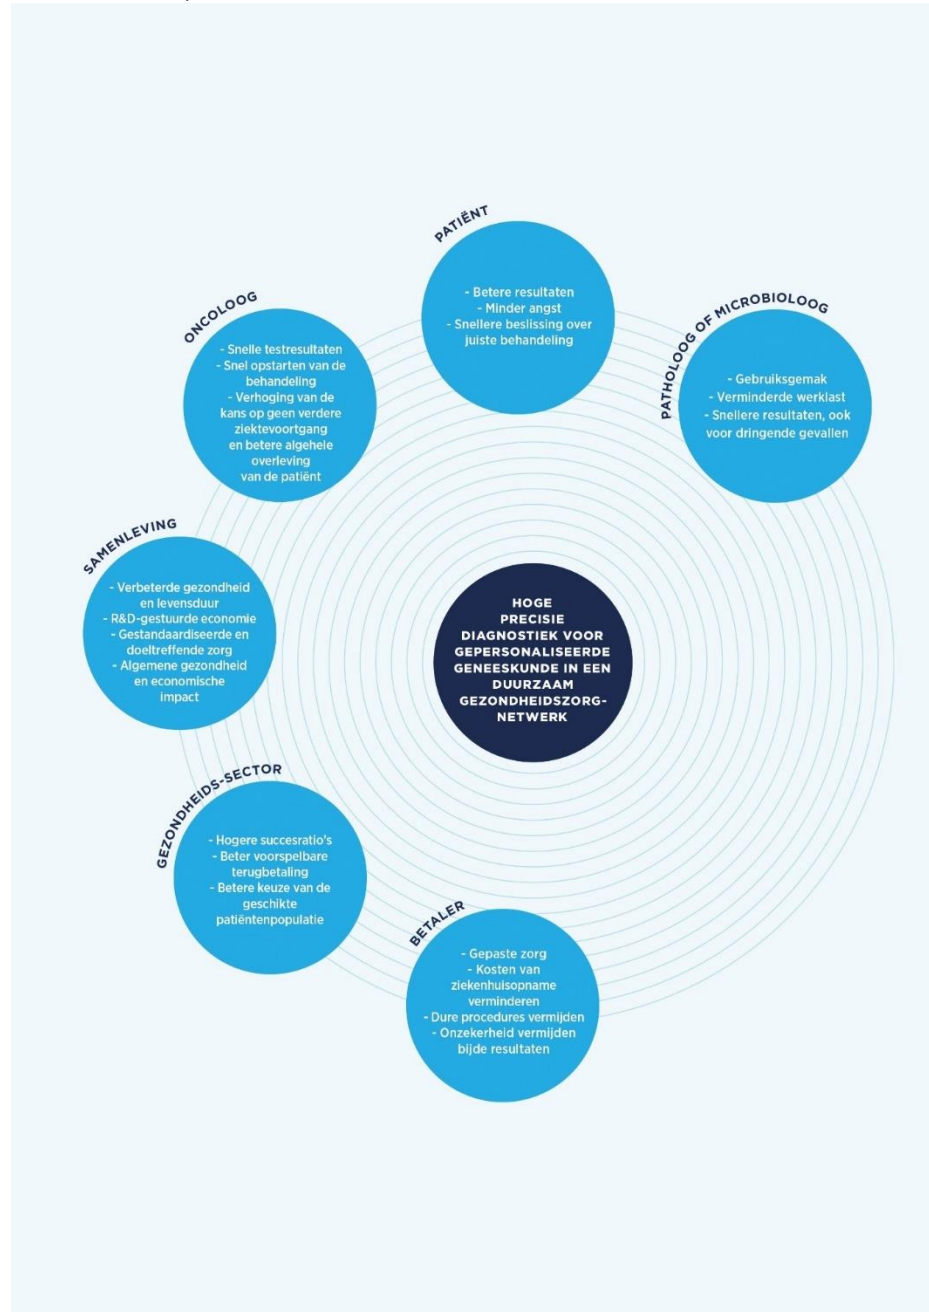 PATIËNT
- Betere resultaten
- Minder angst
- Snellere beslissing over
juiste behandeling
ONCOLOOG
- Snelle testresultaten
- Snel opstarten van de
behandeling
- Verhoging van de
kans op geen verdere
ziektevoortgang
en betere algehele
overleving
van de patiënt
PATHOLOOG OF MICROBIOLOOG
- Gebruiksgemak
- Verminderde werklast
- Snellere resultaten, ook
voor dringende gevallen
SAMENLEVING
- Verbeterde gezondheid
en levensduur
- R&D-gestuurde economie
- Gestandaardiseerde en
doeltreffende zorg
- Algemene gezondheid
en economische
impact
HOGE
PRECISIE
DIAGNOSTIEK VOOR
GEPERSONALISEERDE
GENEESKUNDE IN EEN
DUURZAAM
GEZONDHEIDSZORG-
NETWERK
GEZONDHEIDS-SECTOR
- Hogere succesratio's
- Beter voorspelbare
terugbetaling
- Betere keuze van de
geschikte
patiëntenpopulatie
BETALER
- Gepaste zorg
- Kosten van
ziekenhuisopname
verminderen
- Dure procedures vermijden
- Onzekerheid vermijden
bijde resultaten